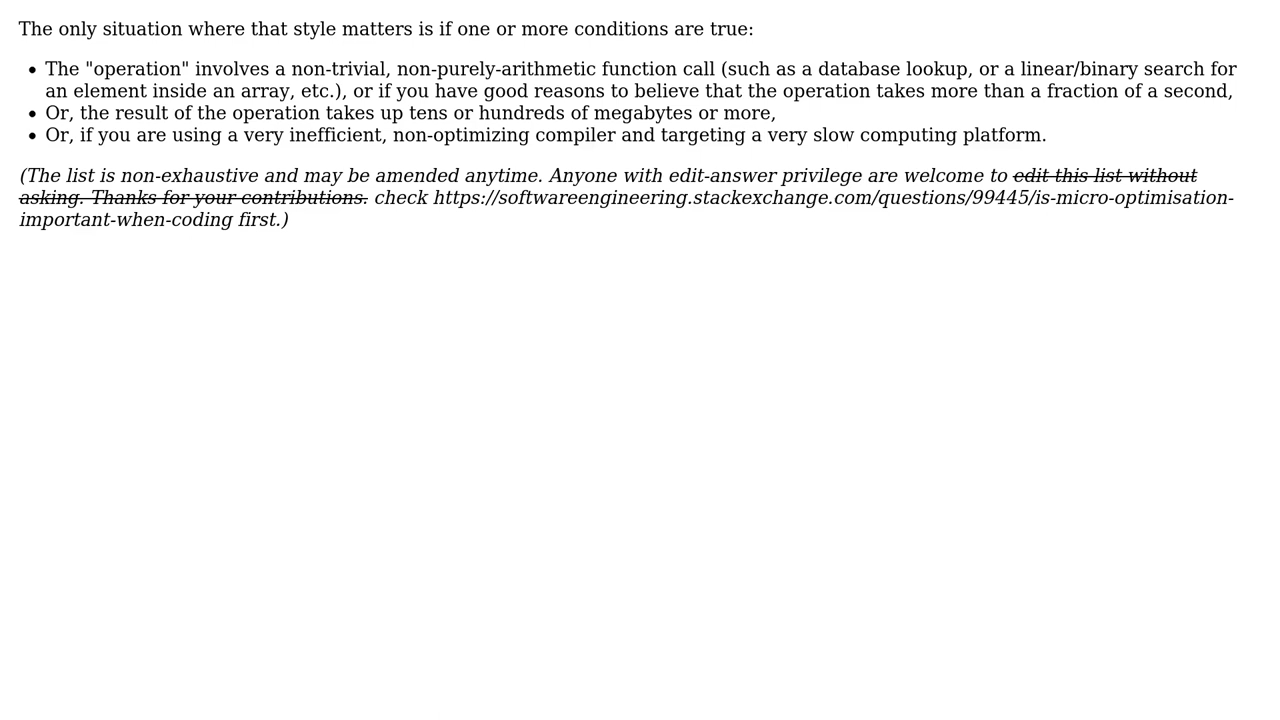 The only situation where that style matters is if one or more conditions are true:
• The "operation" involves a non-trivial, non-purely-arithmetic function call (such as a database lookup, or a linear/binary search for
an element inside an array, etc.), or if you have good reasons to believe that the operation takes more than a fraction of a second,
• Or, the result of the operation takes up tens or hundreds of megabytes or more,
• Or, if you are using a very inefficient, non-optimizing compiler and targeting a very slow computing platform.
(The list is non-exhaustive and may be amended anytime. Anyone with edit-answer privilege are welcome to edit this list without
asking. Thanks for your contributions. check https://softwareengineering.stackexchange.com/questions/99445/is-micro-optimisation-
important-when-coding first.)